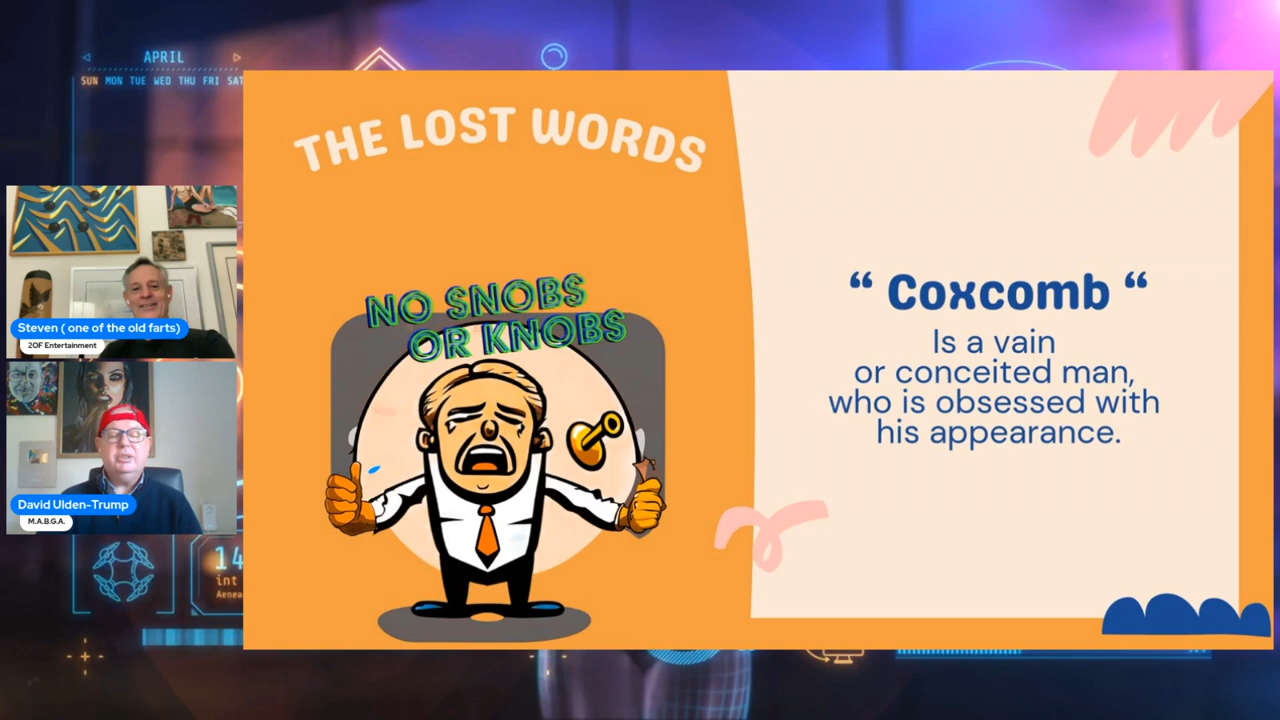 APRIL
SUN MON TUE WED THU FRI SAT
THE LOST WORDS
NO SNOBS
OR KNOBS
“ Coxcomb “
Is a vain
or conceited man,
who is obsessed with
his appearance.
Steven ( one of the old farts)
2OF Entertainment
David Ulden-Trump
M.A.B.G.A.
14
int
Aenea